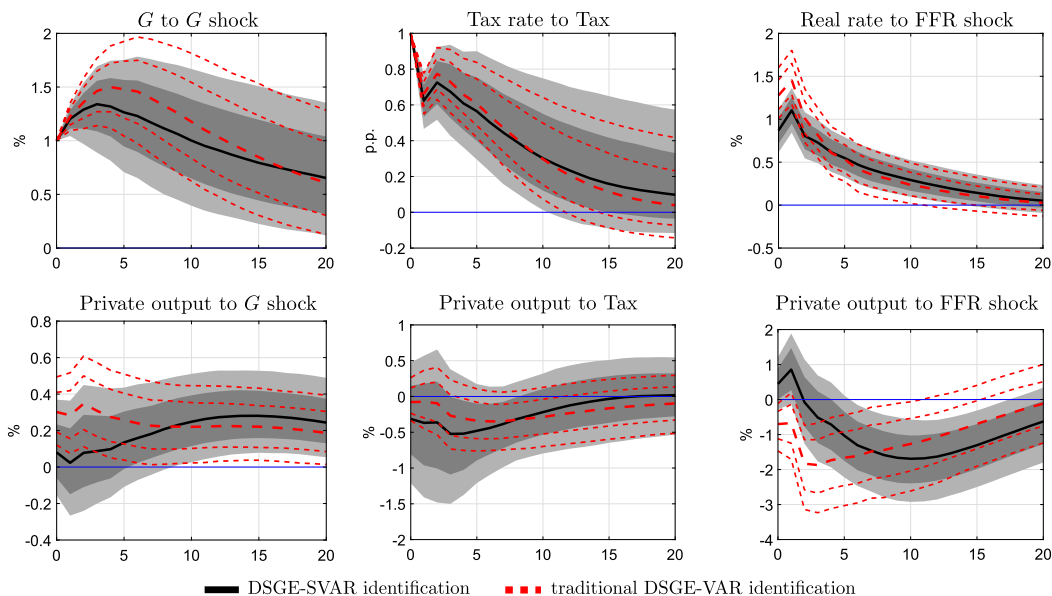 G to G shock
Tax rate to Tax
Real rate to FFR shock
2
1.5
1
0.5
0
%
0 5 10 15 20
1
0.8
0.6
0.4
0.2
0
-0.2
p.p.
0 5 10 15 20
2
1.5
1
0.5
0
-0.5
%
0 5 10 15 20
Private output to G shock
Private output to Tax
Private output to FFR shock
0.8
0.6
0.4
0.2
0
-0.2
-0.4
%
0 5 10 15 20
1
0.5
0
-0.5
-1
-1.5
-2
%
0 5 10 15 20
2
1
0
-1
-2
-3
-4
%
0 5 10 15 20
DSGE-SVAR identification
traditional DSGE-VAR identification